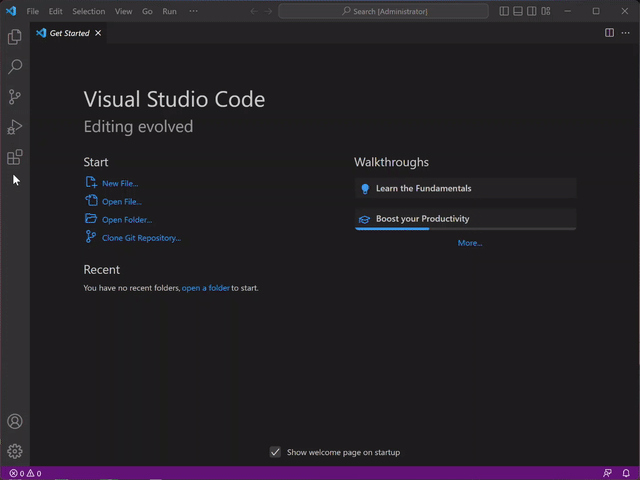 File Edit Selection View Go Run ···
Search [Administrator]
Get Started
Visual Studio Code
Editing evolved
Start
New File...
Open File...
Open Folder...
Clone Git Repository...
Recent
You have no recent folders, open a folder to start.
Walkthroughs
Learn the Fundamentals
Boost your Productivity
More...
Show welcome page on startup
0 0